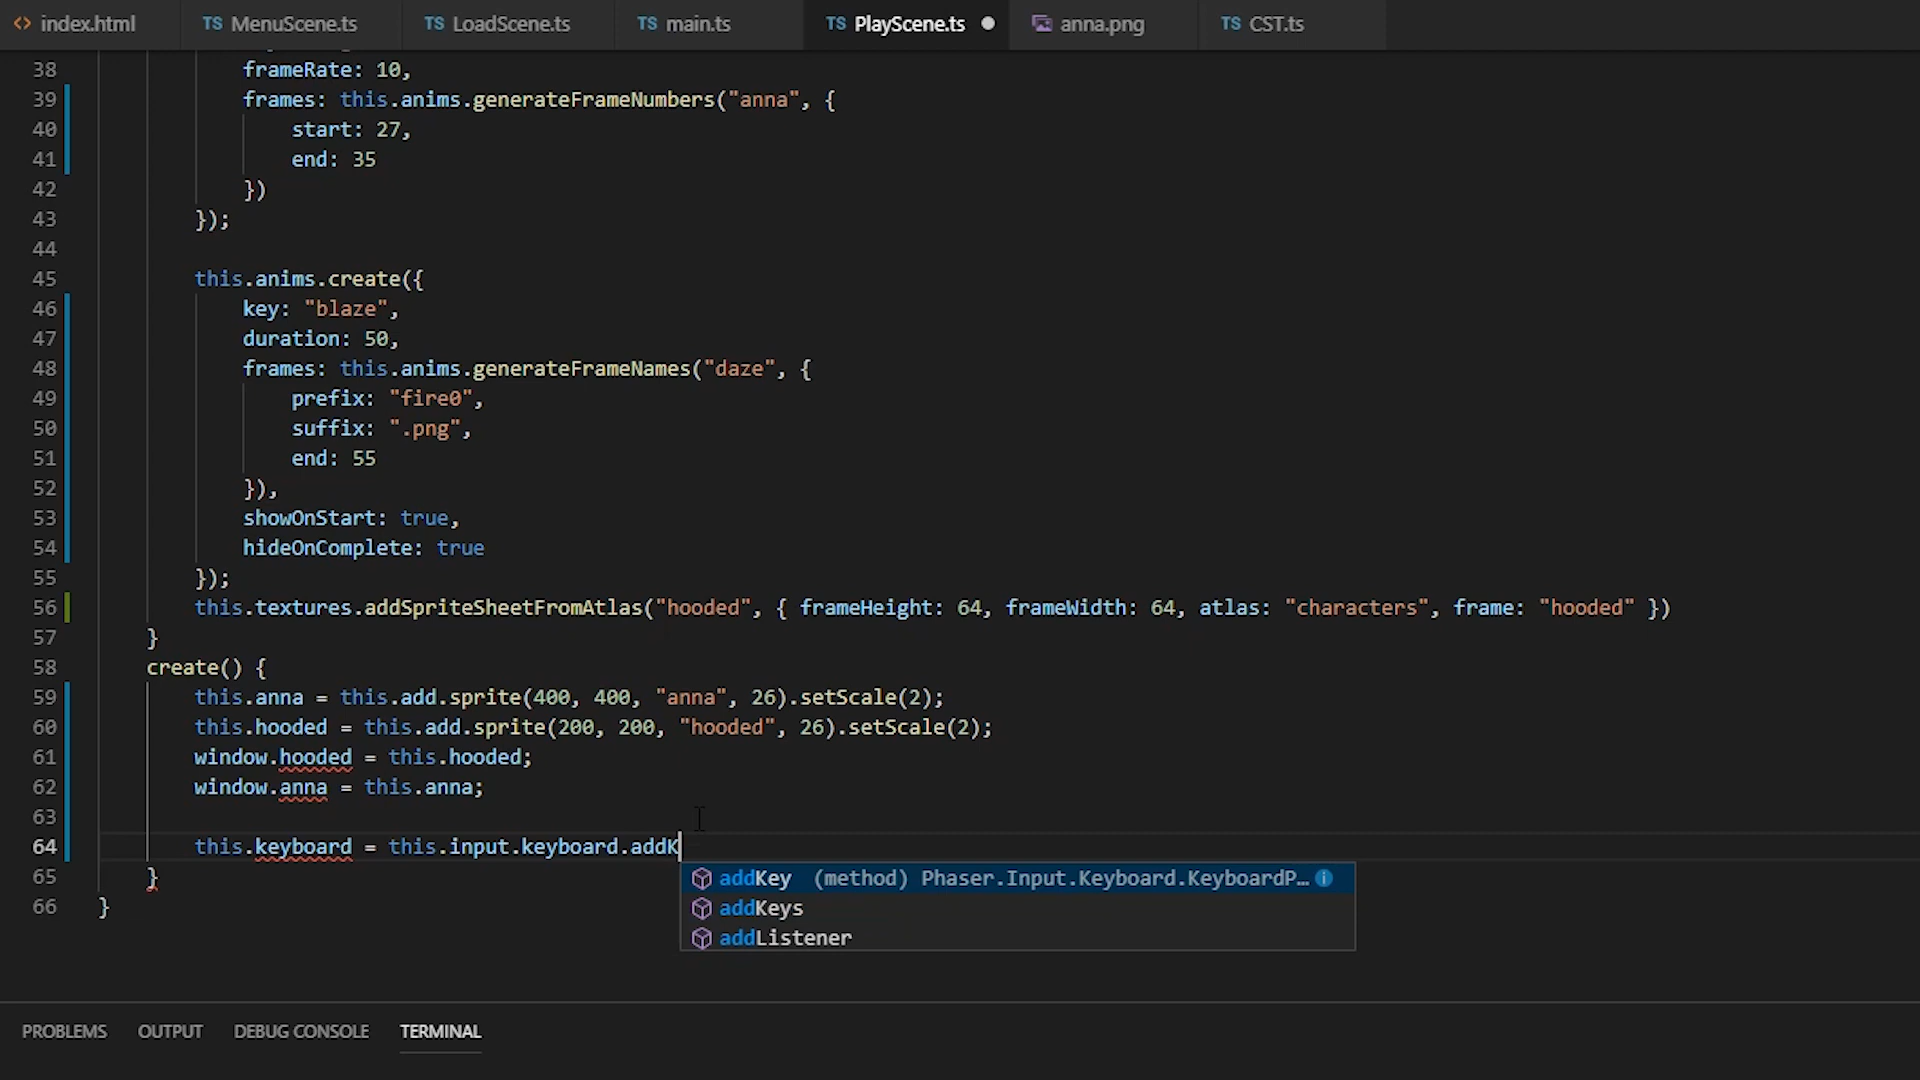 <> index.html TS MenuScene.ts TS LoadScene.ts TS main.ts TS PlayScene.ts ● anna.png TS CST.ts
38 frameRate: 10,
39 frames: this.anims.generateFrameNumbers("anna", {
40 start: 27,
41 end: 35
42 })
43 });
44
45 this.anims.create({
46 key: "blaze",
47 duration: 50,
48 frames: this.anims.generateFrameNames("daze", {
49 prefix: "fire0",
50 suffix: ".png",
51 end: 55
52 }),
53 showOnStart: true,
54 hideOnComplete: true
55 });
56 this.textures.addSpriteSheetFromAtlas("hooded", { frameHeight: 64, frameWidth: 64, atlas: "characters", frame: "hooded" })
57 }
58 create() {
59 this.anna = this.add.sprite(400, 400, "anna", 26).setScale(2);
60 this.hooded = this.add.sprite(200, 200, "hooded", 26).setScale(2);
61 window.hooded = this.hooded;
62 window.anna = this.anna;
63
64 this.keyboard = this.input.keyboard.addK
65 }
addKey (method) Phaser.Input.Keyboard.KeyboardP…
66 }
addKeys
addListener
PROBLEMS OUTPUT DEBUG CONSOLE TERMINAL